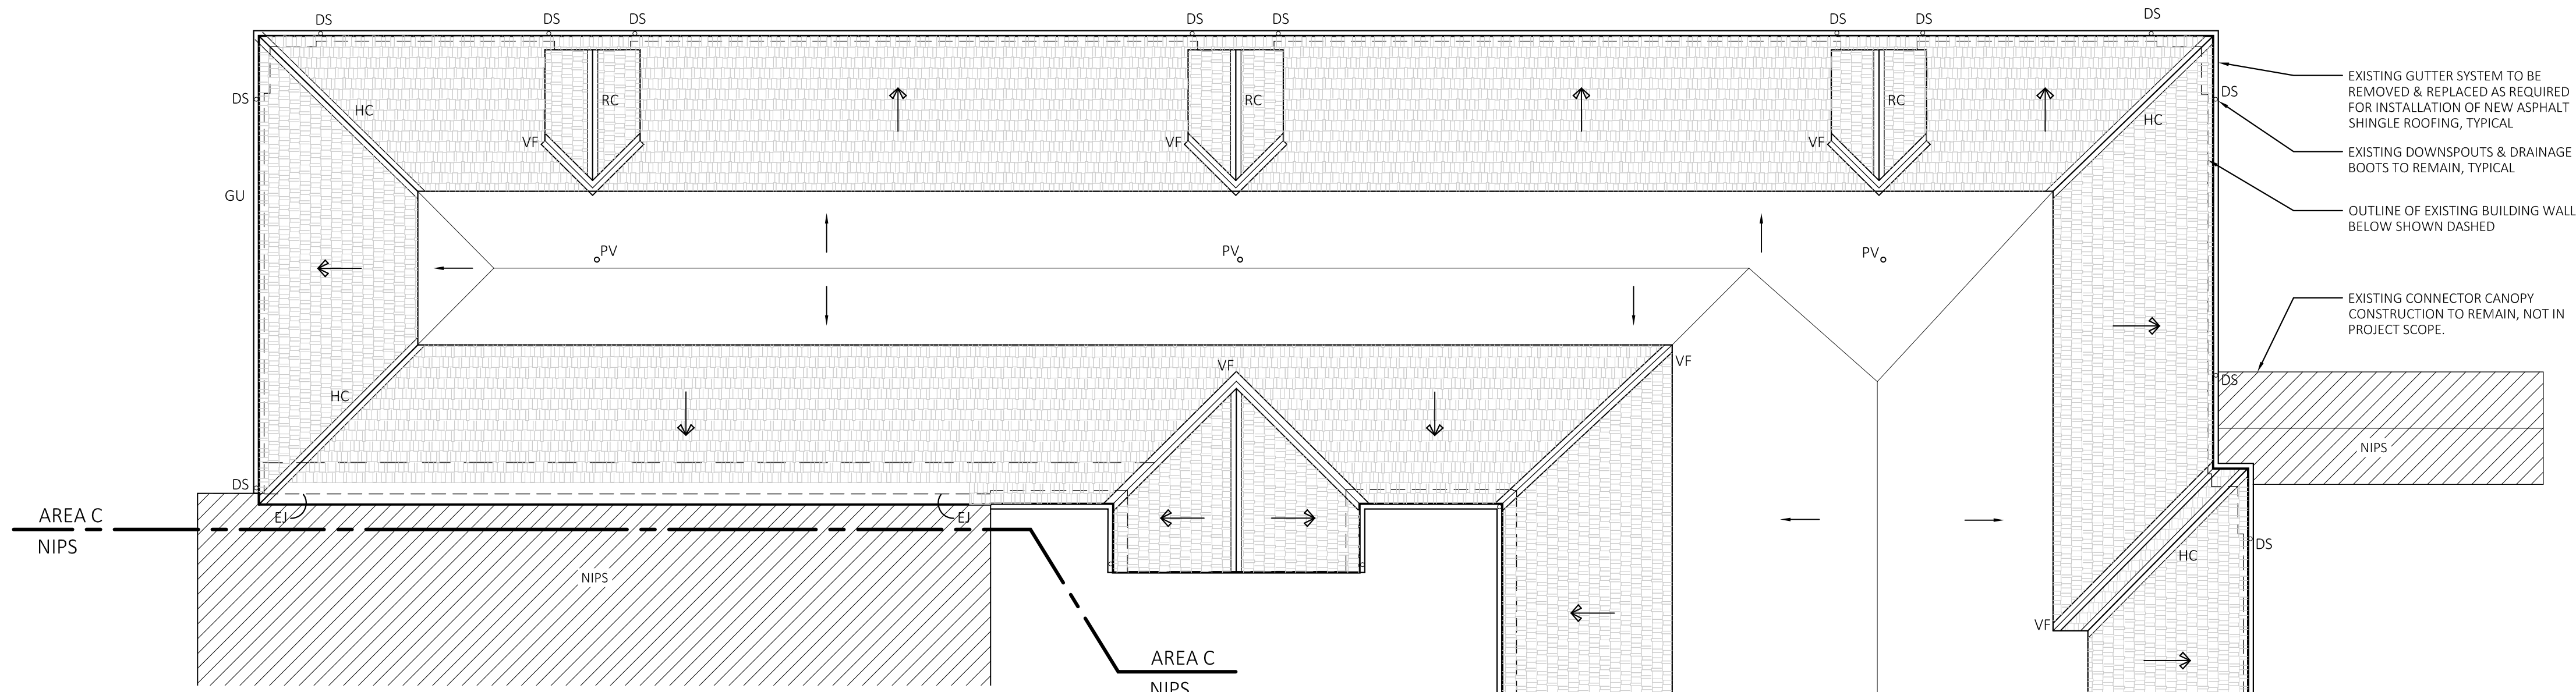 DS
DS
DS
DS
DS
DS
DS
DS
EXISTING GUTTER SYSTEM TO BE
REMOVED & REPLACED AS REQUIRED
FOR INSTALLATION OF NEW ASPHALT
SHINGLE ROOFING, TYPICAL
DS
DS
HC
RC
RC
RC
HC
VF
VF
VF
EXISTING DOWNSPOUTS & DRAINAGE
BOOTS TO REMAIN, TYPICAL
GU
OUTLINE OF EXISTING BUILDING WALL
BELOW SHOWN DASHED
PV
PV
PV
EXISTING CONNECTOR CANOPY
CONSTRUCTION TO REMAIN, NOT IN
PROJECT SCOPE.
VF
VF
DS
HC
NIPS
DS
AREA C
NIPS
EJ
EJ
DS
HC
NIPS
VF
AREA C
NIPS